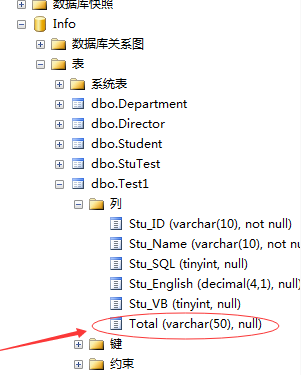 数据库快照
Info
数据库关系图
表
系统表
dbo.Department
dbo.Director
dbo.Student
dbo.StuTest
dbo.Test1
列
Stu_ID (varchar(10), not null)
Stu_Name (varchar(10), not nu
Stu_SQL (tinyint, null)
Stu_English (decimal(4,1), null)
Stu_VB (tinyint, null)
Total (varchar(50), null)
键
约束